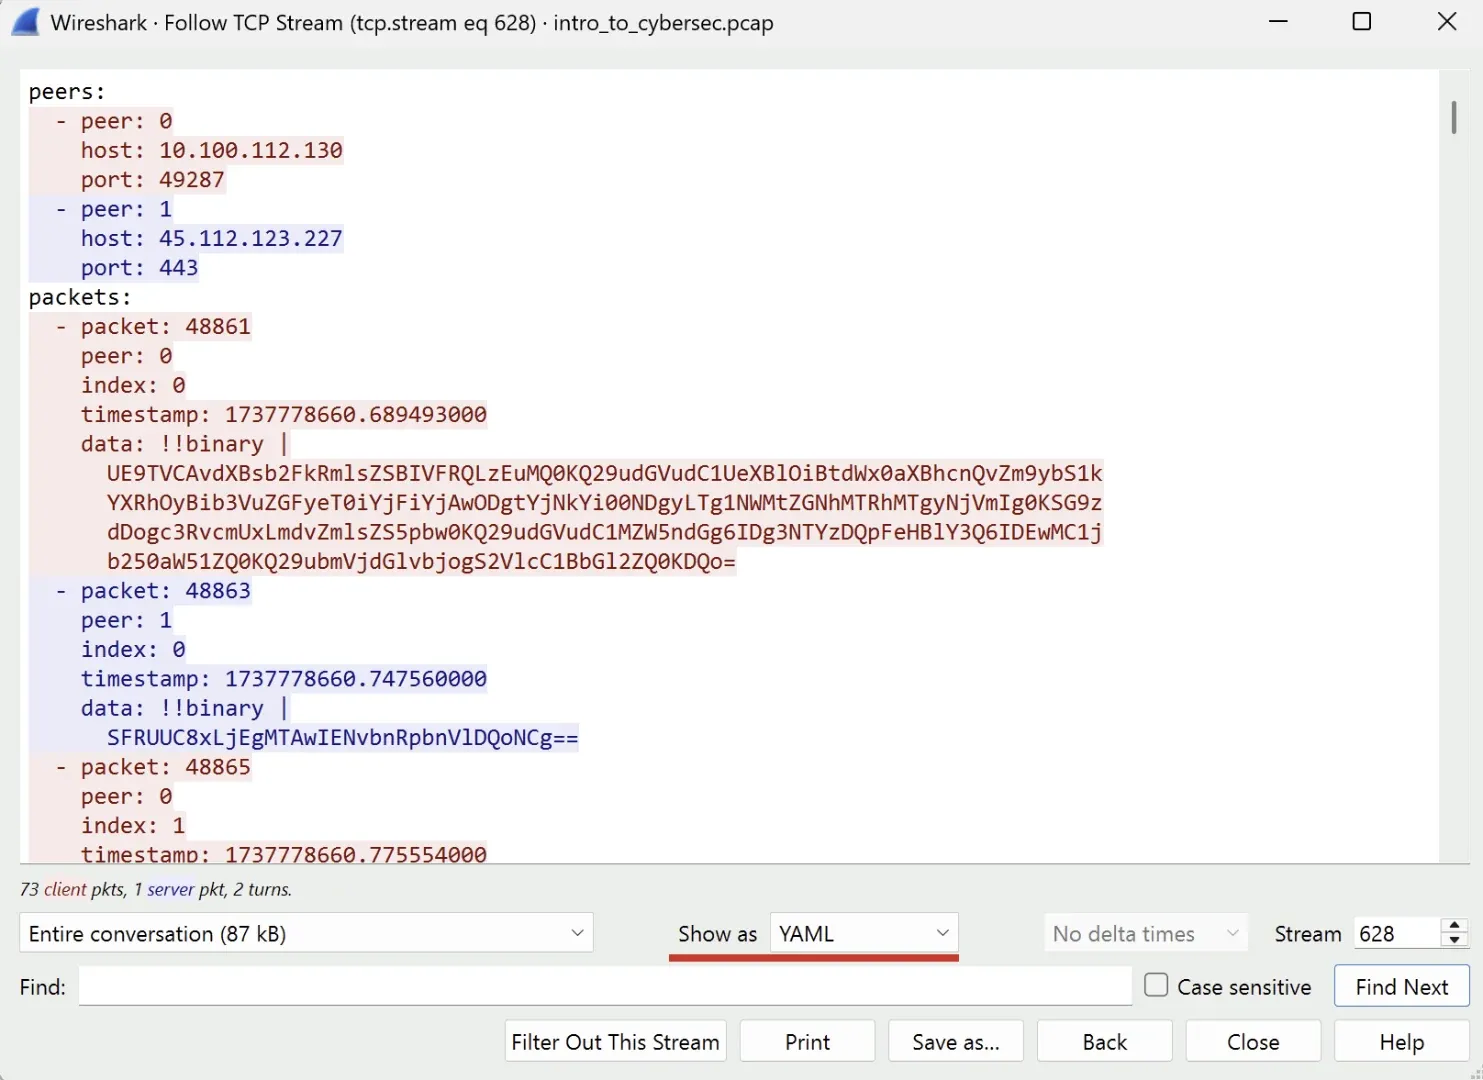 Wireshark · Follow TCP Stream (tcp.stream eq 628) · intro_to_cybersec.pcap
peers:
- peer: 0
host: 10.100.112.130
port: 49287
- peer: 1
host: 45.112.123.227
port: 443
packets:
- packet: 48861
peer: 0
index: 0
timestamp: 1737778660.689493000
data: !!binary |
UE9TVCAvdXBsb2FkRmlsZSBIVFRQLzEuMQ0KQ29udGVudC1UeXBlOiBtdWx0aXBhcnQvZm9ybS1k
YXRhOyBib3VuZGFyeT0iYjFiYjAwODgtYjNkYi00NDgyLTg1NWMtZGNhMTRhMTgyNjVmIg0KSG9z
dDogc3RvcmUxLmdvZmlsZS5pbw0KQ29udGVudC1MZW5ndGg6IDg3NTYzDQpFeHBlY3Q6IDEwMC1j
b250aW51ZQ0KQ29ubmVjdGlvbjogS2VlcC1BbGl2ZQ0KDQo=
- packet: 48863
peer: 1
index: 0
timestamp: 1737778660.747560000
data: !!binary |
SFRUUC8xLjEgMTAwIENvbnRpbnVlDQoNCg==
- packet: 48865
peer: 0
index: 1
timestamp: 1737778660.775554000
73 client pkts, 1 server pkt, 2 turns.
Entire conversation (87 kB) Show as YAML No delta times Stream 628
Find: Case sensitive Find Next
Filter Out This Stream Print Save as... Back Close Help